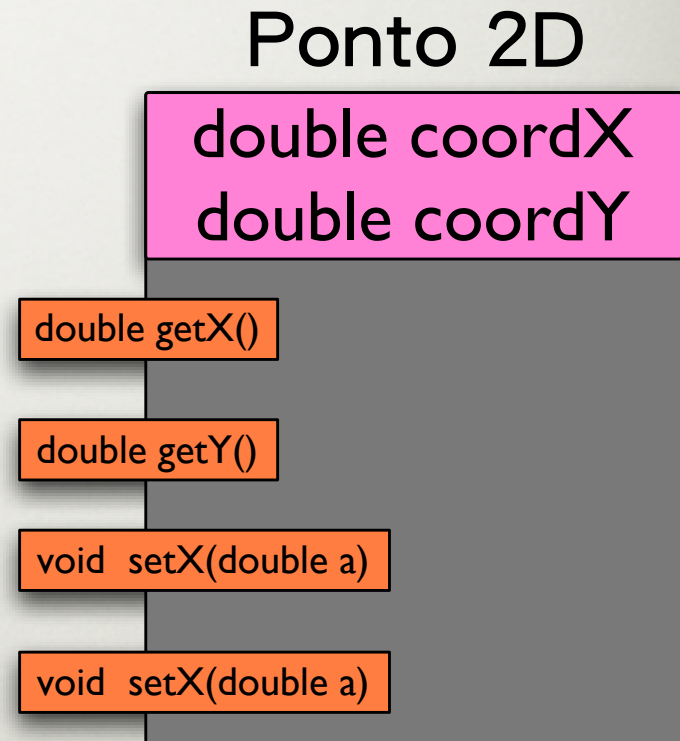 Ponto 2D
double coordX
double coordY
double getX()
double getY()
void setX(double a)
void setX(double a)